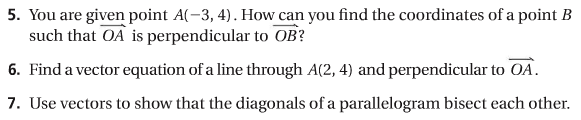 5. You are given point A(−3, 4). How can you find the coordinates of a point B
such that OA is perpendicular to OB?
6. Find a vector equation of a line through A(2, 4) and perpendicular to OA.
7. Use vectors to show that the diagonals of a parallelogram bisect each other.